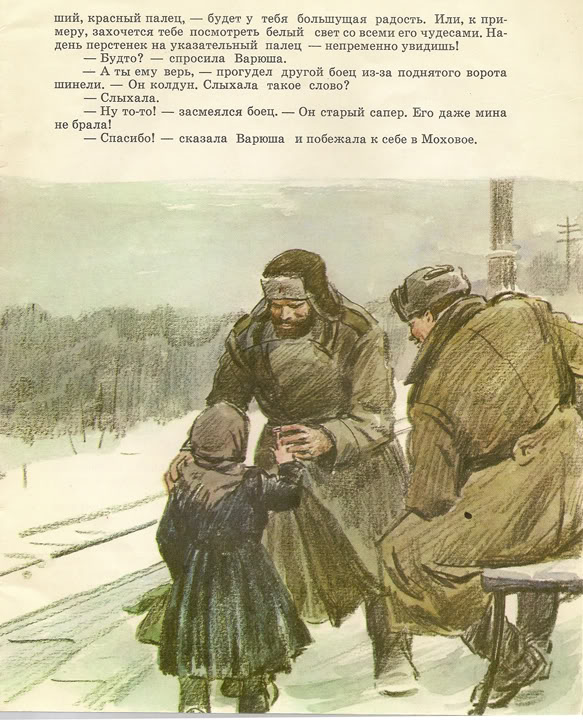 ший, красный палец, — будет у тебя большущая радость. Или, к при-
меру, захочется тебе посмотреть белый свет со всеми его чудесами. На-
день перстенек на указательный палец — непременно увидишь!
— Будто? — спросила Варюша.
— А ты ему верь, — прогудел другой боец из-за поднятого ворота
шинели. — Он колдун. Слыхала такое слово?
— Слыхала.
— Ну то-то! — засмеялся боец. — Он старый сапер. Его даже мина
не брала!
— Спасибо! — сказала Варюша и побежала к себе в Моховое.